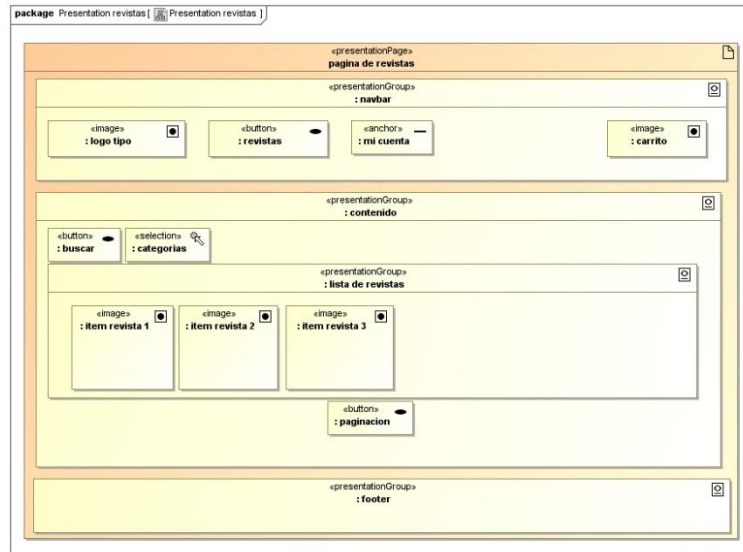 package Presentation revistas [ Presentation revistas ]
«presentationPage»
pagina de revistas
«presentationGroup»
: navbar
«image»
: logo tipo
«button»
: revistas
«anchor»
: mi cuenta
«image»
: carrito
«presentationGroup»
: contenido
«button»
: buscar
«selection»
: categorias
«presentationGroup»
: lista de revistas
«image»
: item revista 1
«image»
: item revista 2
«image»
: item revista 3
«button»
: paginacion
«presentationGroup»
: footer